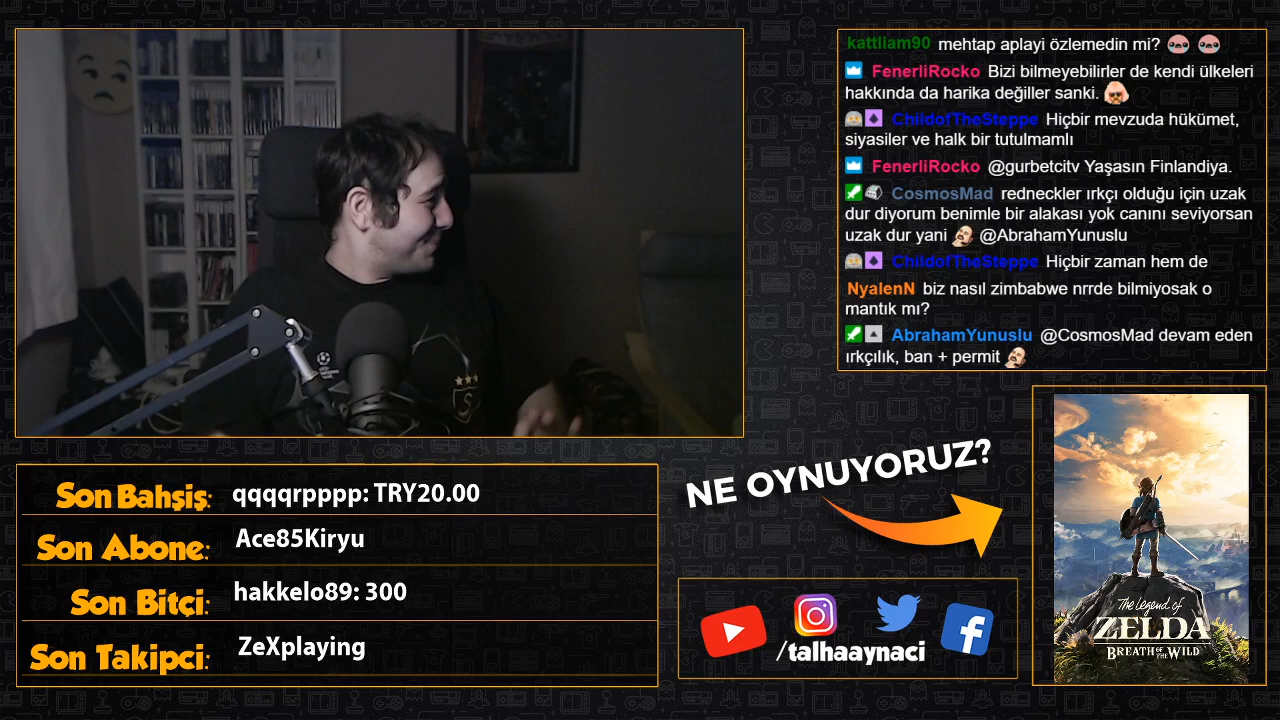 kattliam90 mehtap aplayi özlemedin mi?
FenerliRocko Bizi bilmeyebilirler de kendi ülkeleri
hakkında da harika değiller sanki.
ChildofTheSteppe Hiçbir mevzuda hükümet,
siyasiler ve halk bir tutulmamlı
FenerliRocko @gurbetcitv Yaşasın Finlandiya.
CosmosMad redneckler ırkçı olduğu için uzak
dur diyorum benimle bir alakası yok canını seviyorsan
uzak dur yani @AbrahamYunuslu
ChildofTheSteppe Hiçbir zaman hem de
NyalenN biz nasıl zimbabwe nrrde bilmiyosak o
mantık mı?
AbrahamYunuslu @CosmosMad devam eden
ırkçılık, ban + permit
Son Bahşiş: qqqqrpppp: TRY20.00
Son Abone: Ace85Kiryu
Son Bitçi: hakkelo89: 300
Son Takipci: ZeXplaying
NE OYNUYORUZ?
/talhaaynaci
The Legend of
ZELDA
BREATH OF THE WILD